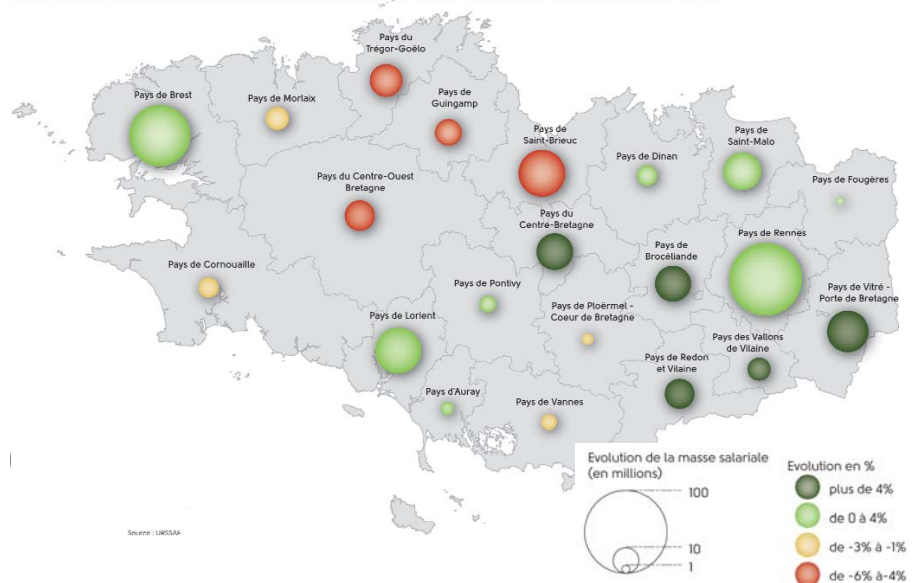 Pays du
Trégor-Goëlo
Pays de Brest
Pays de Morlaix
Pays de
Guingamp
Pays de
Saint-Brieuc
Pays de
Saint-Malo
Pays de Dinan
Pays de Fougères
Pays du Centre-Ouest
Bretagne
Pays du
Centre-Bretagne
Pays de Rennes
Pays de
Brocéliande
Pays de Cornouaille
Pays de Pontivy
Pays de Vitré -
Porte de Bretagne
Pays de Ploërmel -
Coeur de Bretagne
Pays de Lorient
Pays des Vallons
de Vilaine
Pays de Redon
et Vilaine
Pays d'Auray
Pays de Vannes
Source : URSSAF
Evolution de la masse salariale
(en millions)
100
10
1
Evolution en %
plus de 4%
de 0 à 4%
de -3% à -1%
de -6% à -4%